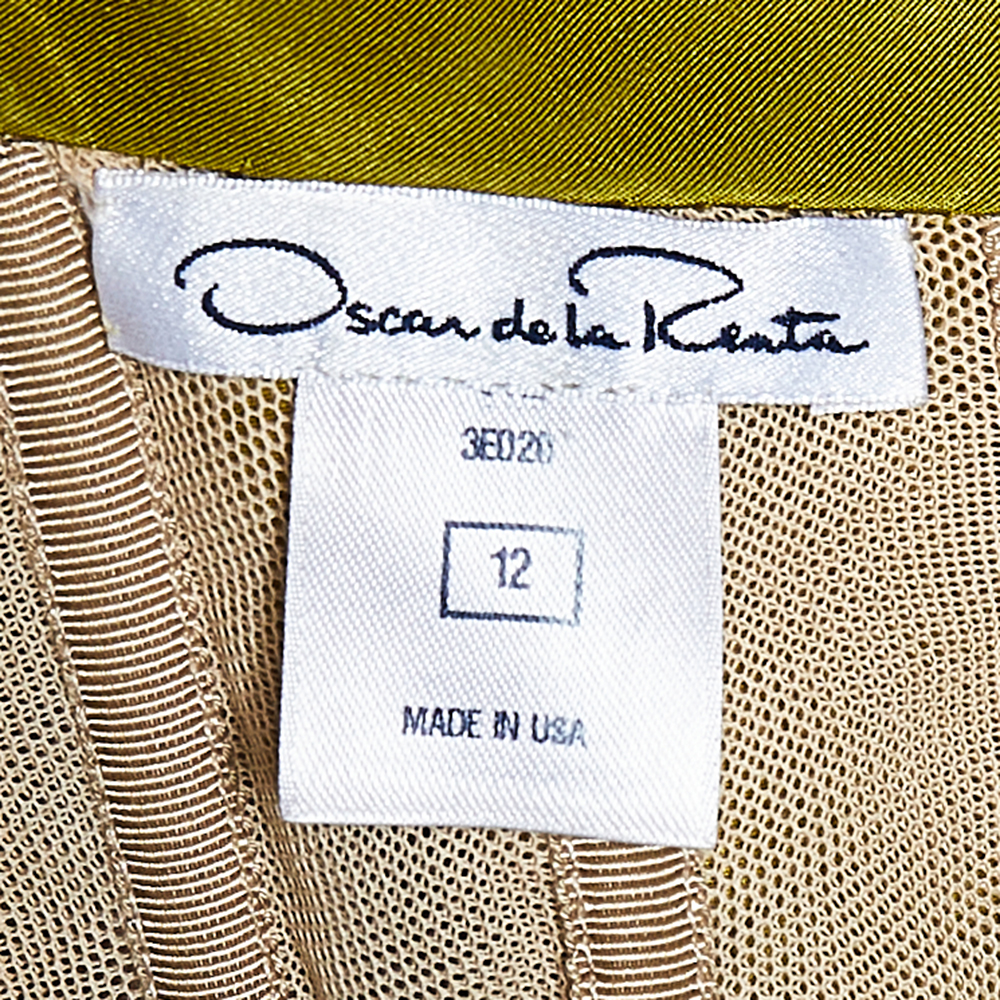 Oscar de la Renta
3E020
12
MADE IN USA